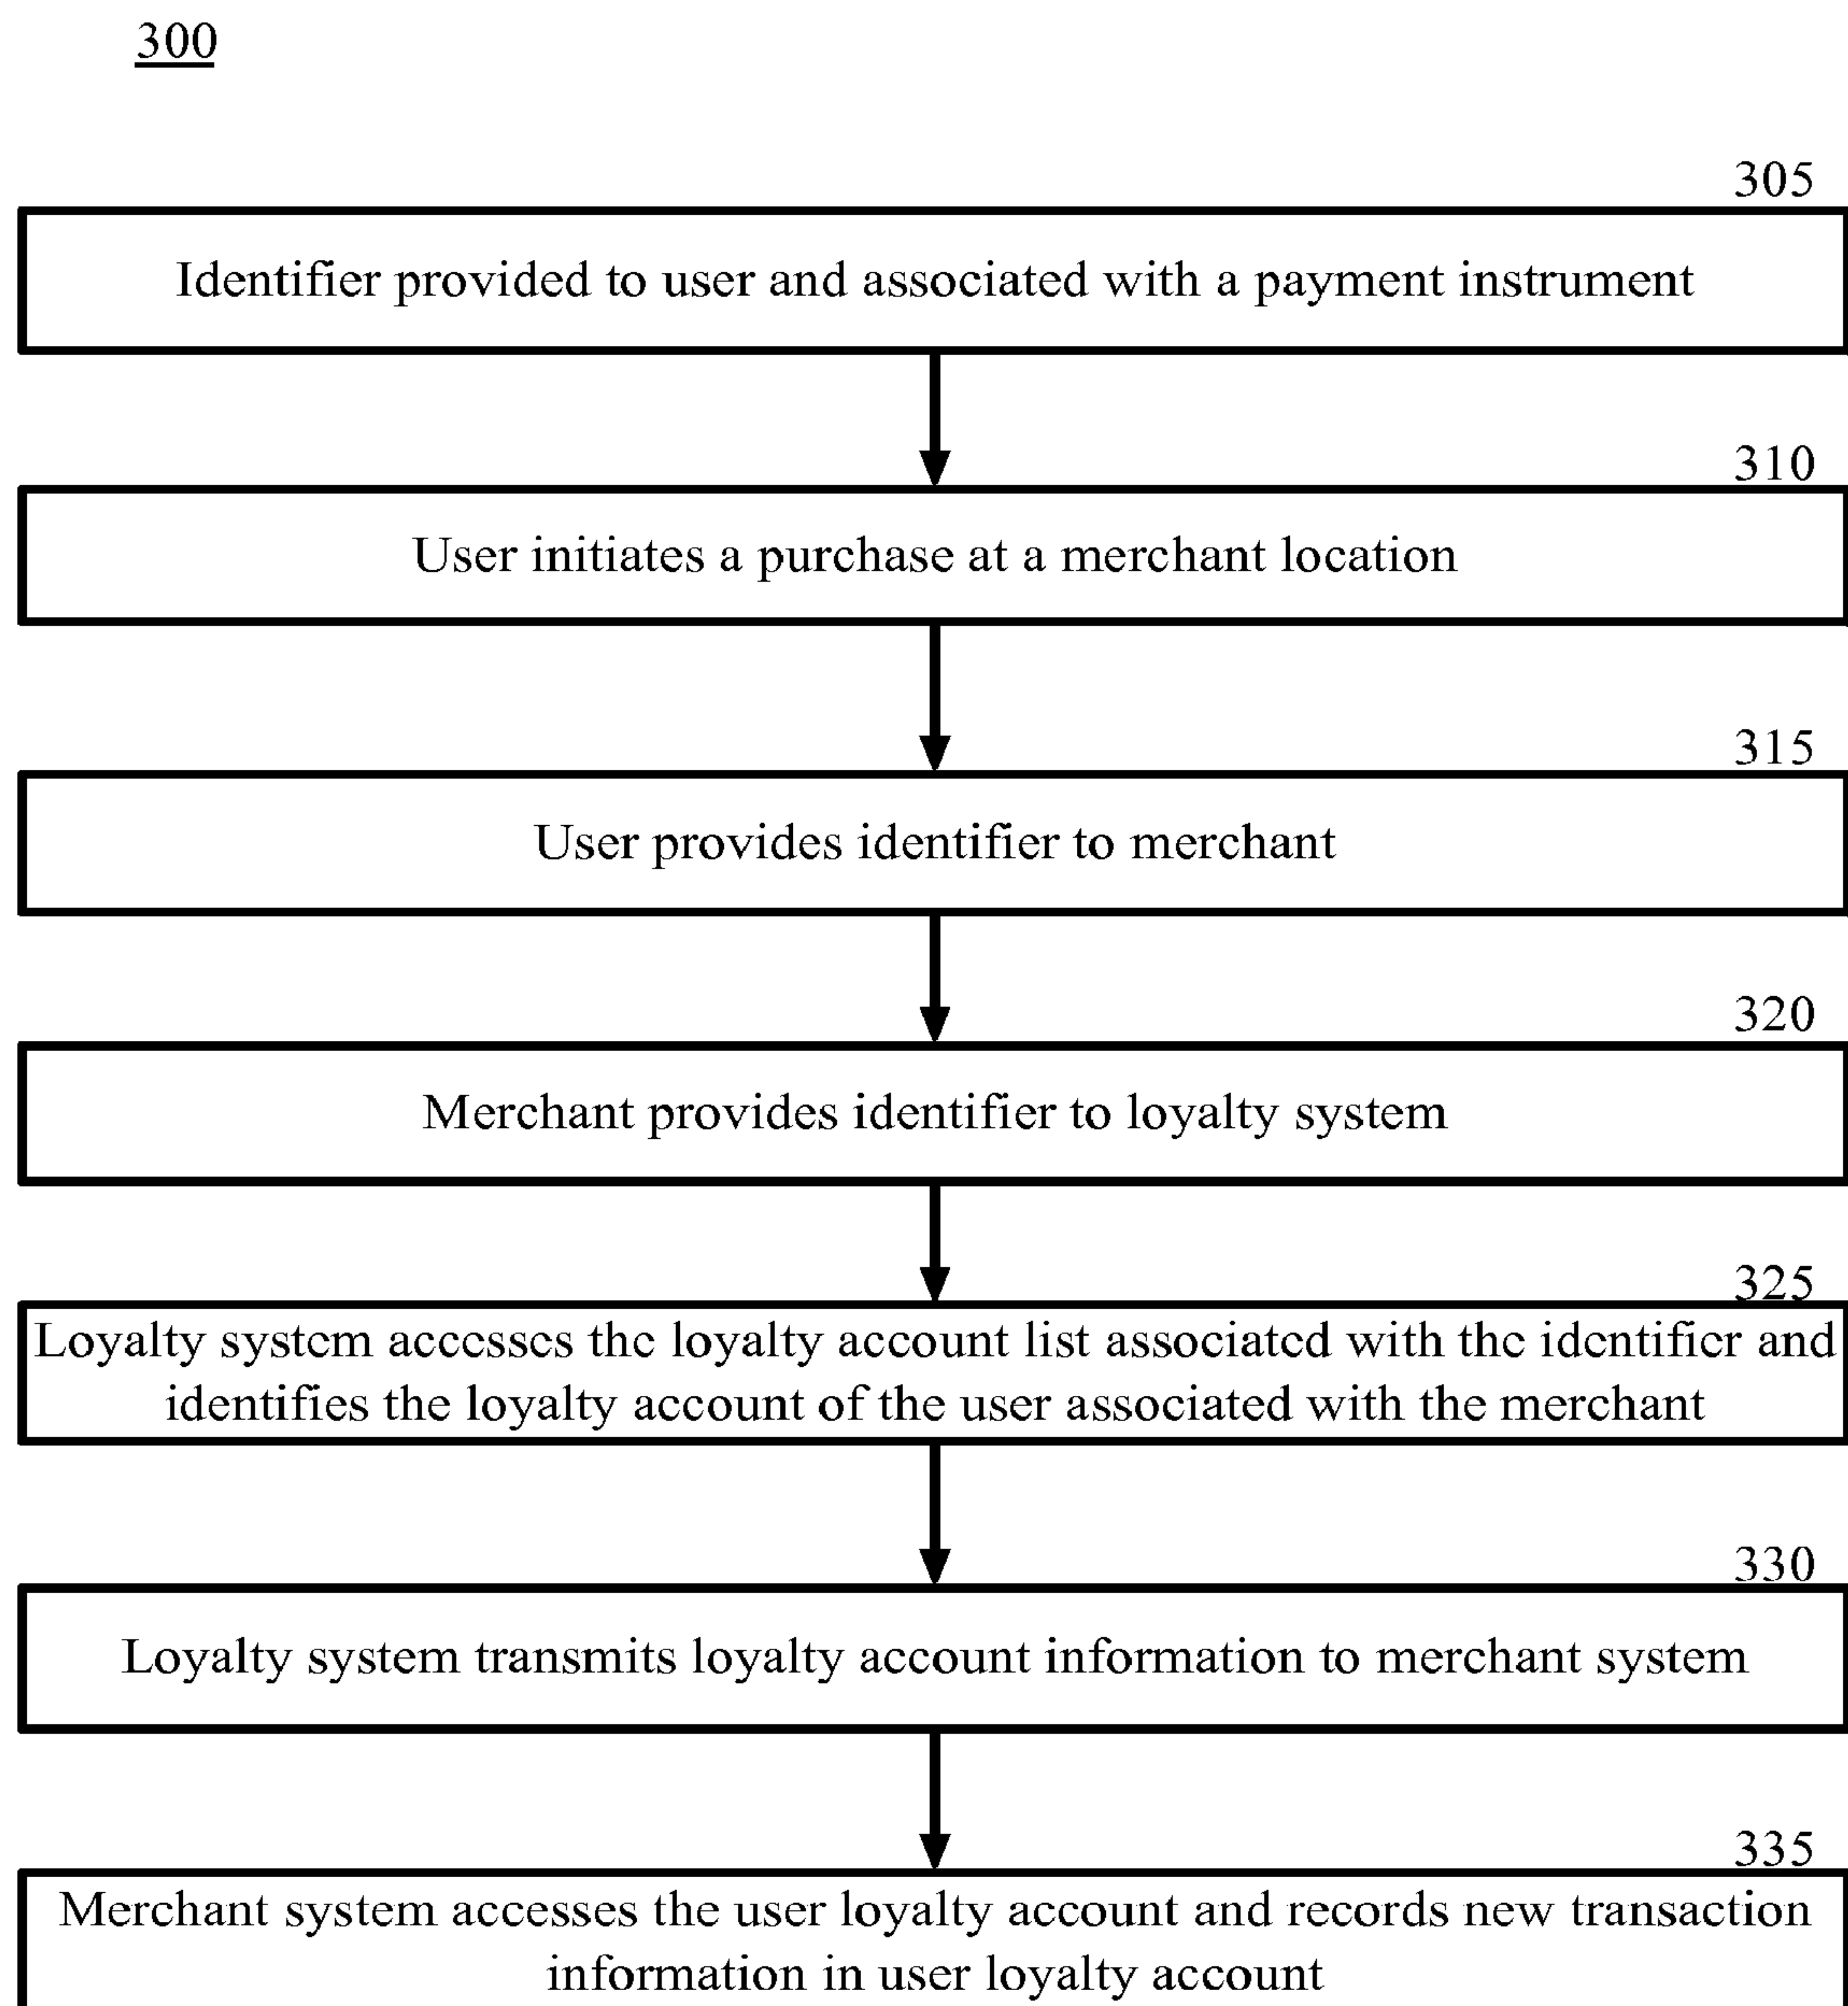 300
305
Identifier provided to user and associated with a payment instrument
310
User initiates a purchase at a merchant location
315
User provides identifier to merchant
320
Merchant provides identifier to loyalty system
325
Loyalty system accesses the loyalty account list associated with the identifier and
identifies the loyalty account of the user associated with the merchant
330
Loyalty system transmits loyalty account information to merchant system
335
Merchant system accesses the user loyalty account and records new transaction
information in user loyalty account